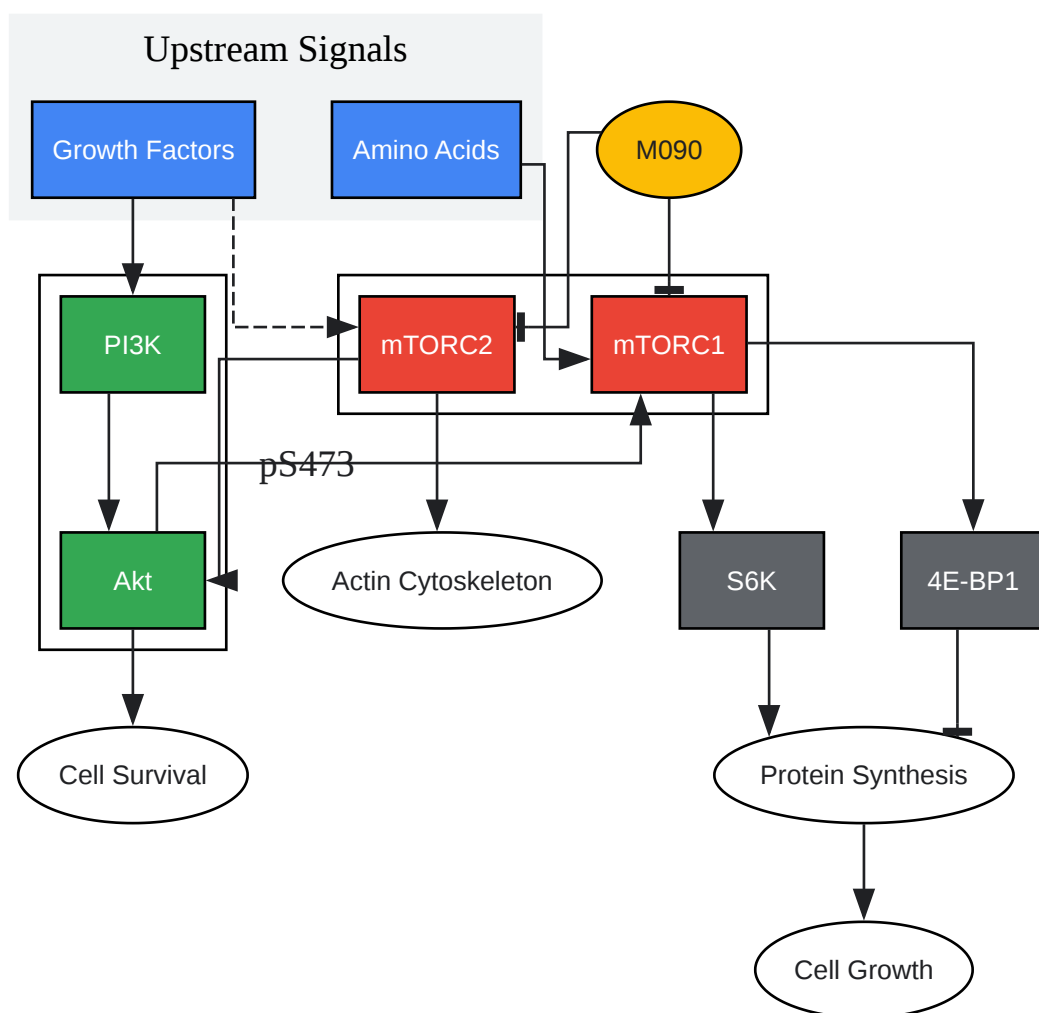 Upstream Signals
Growth Factors
Amino Acids
M090
PI3K
mTORC2
mTORC1
pS473
Akt
Actin Cytoskeleton
S6K
4E-BP1
Cell Survival
Protein Synthesis
Cell Growth